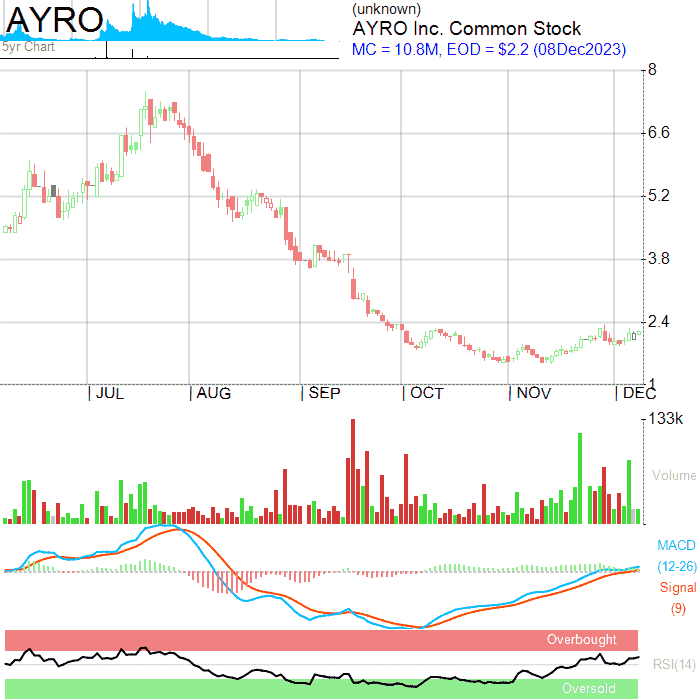 AYRO
5yr Chart
(unknown)
AYRO Inc. Common Stock
MC = 10.8M, EOD = $2.2 (08Dec2023)
8
6.6
5.2
3.8
2.4
1
JUL
AUG
SEP
OCT
NOV
DEC
133k
Volume
MACD
(12-26)
Signal
(9)
Overbought
RSI(14)
Oversold